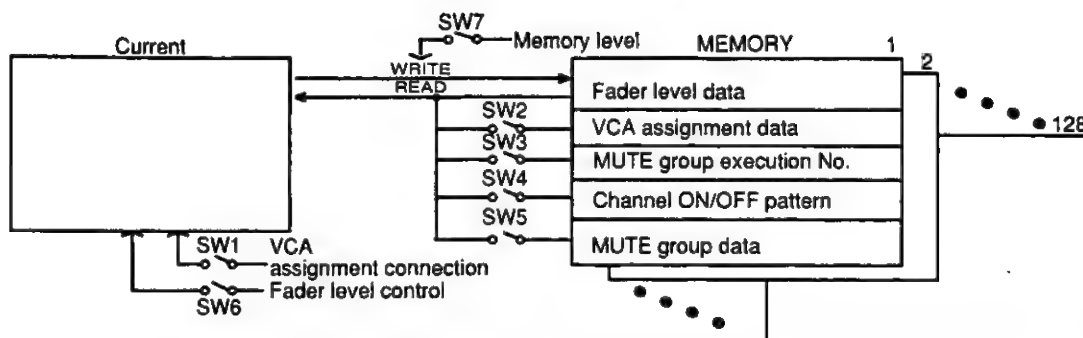 SW7
Memory level
Current
MEMORY
1
2
128
WRITE
READ
Fader level data
SW2
VCA assignment data
SW3
MUTE group execution No.
SW4
Channel ON/OFF pattern
SW5
MUTE group data
SW1
VCA
assignment connection
Fader level control
SW6